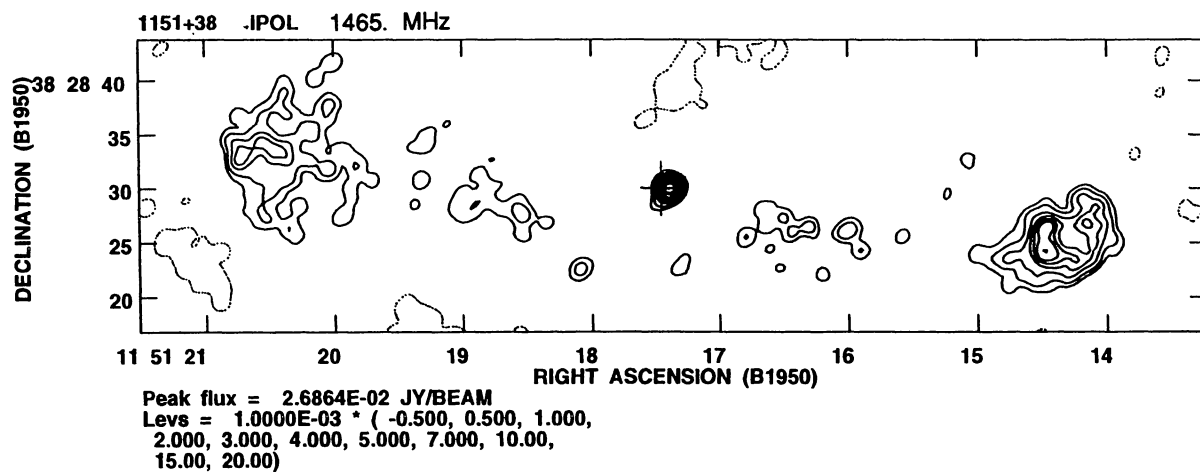 1151+38 IPOL 1465. MHz
DECLINATION (B1950)
38 28 40
35
30
25
20
11 51 21
20
19
18
17
16
15
14
RIGHT ASCENSION (B1950)
Peak flux = 2.6864E-02 JY/BEAM
Levs = 1.0000E-03 * ( -0.500, 0.500, 1.000,
2.000, 3.000, 4.000, 5.000, 7.000, 10.00,
15.00, 20.00)